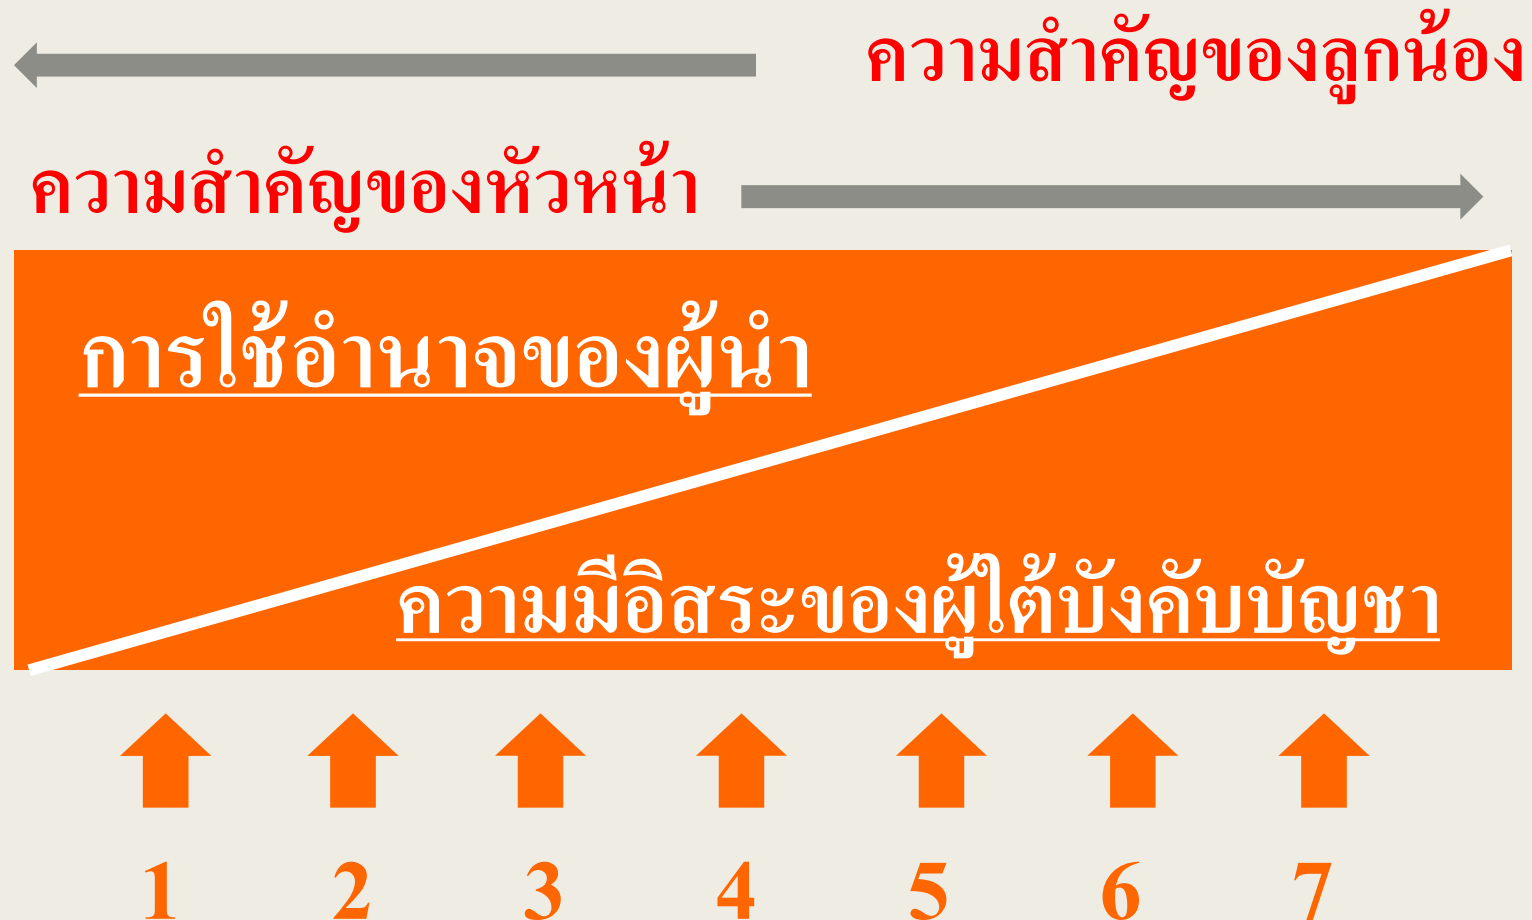 ความสำคัญของลูกน้อง
ความสำคัญของหัวหน้า
การใช้อำนาจของผู้นำ
ความมีอิสระของผู้ใต้บังคับบัญชา
1 2 3 4 5 6 7